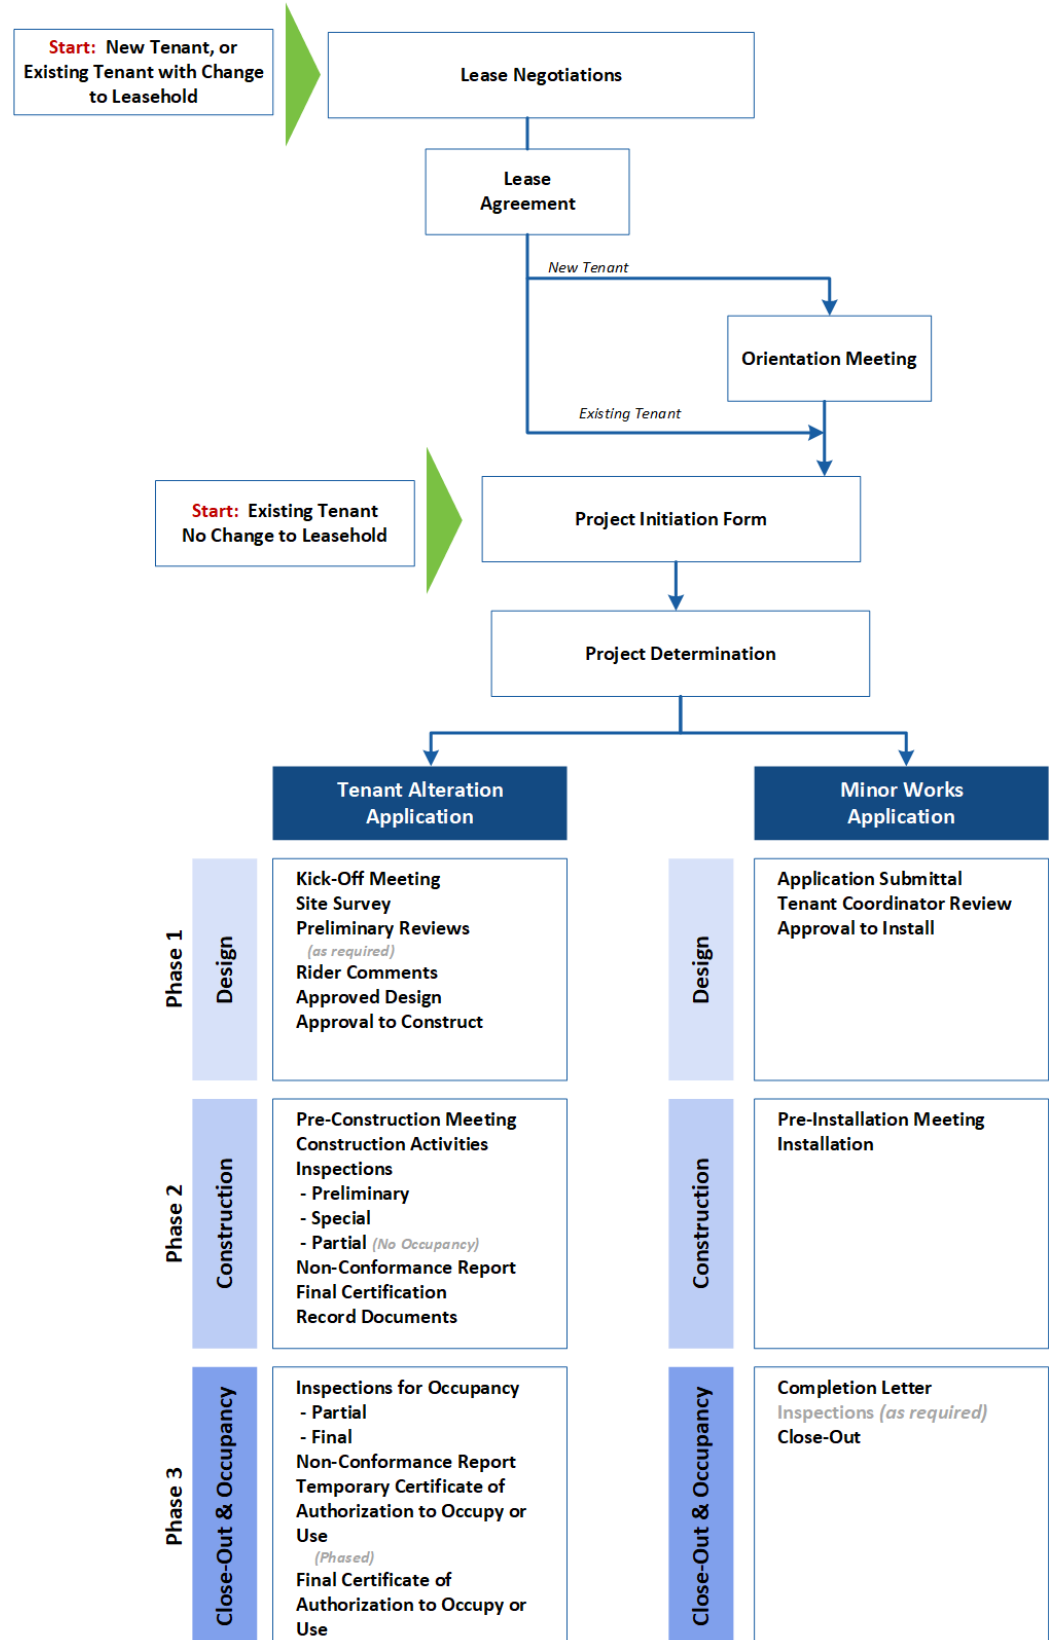 Start: New Tenant, or
Existing Tenant with Change
to Leasehold
Lease Negotiations
Lease
Agreement
New Tenant
Orientation Meeting
Existing Tenant
Start: Existing Tenant
No Change to Leasehold
Project Initiation Form
Project Determination
Tenant Alteration
Application
Minor Works
Application
Phase 1
Design
Kick-Off Meeting
Site Survey
Preliminary Reviews
(as required)
Rider Comments
Approved Design
Approval to Construct
Design
Application Submittal
Tenant Coordinator Review
Approval to Install
Phase 2
Construction
Pre-Construction Meeting
Construction Activities
Inspections
- Preliminary
- Special
- Partial (No Occupancy)
Non-Conformance Report
Final Certification
Record Documents
Construction
Pre-Installation Meeting
Installation
Phase 3
Close-Out & Occupancy
Inspections for Occupancy
- Partial
- Final
Non-Conformance Report
Temporary Certificate of
Authorization to Occupy or
Use
(Phased)
Final Certificate of
Authorization to Occupy or
Use
Close-Out & Occupancy
Completion Letter
Inspections (as required)
Close-Out